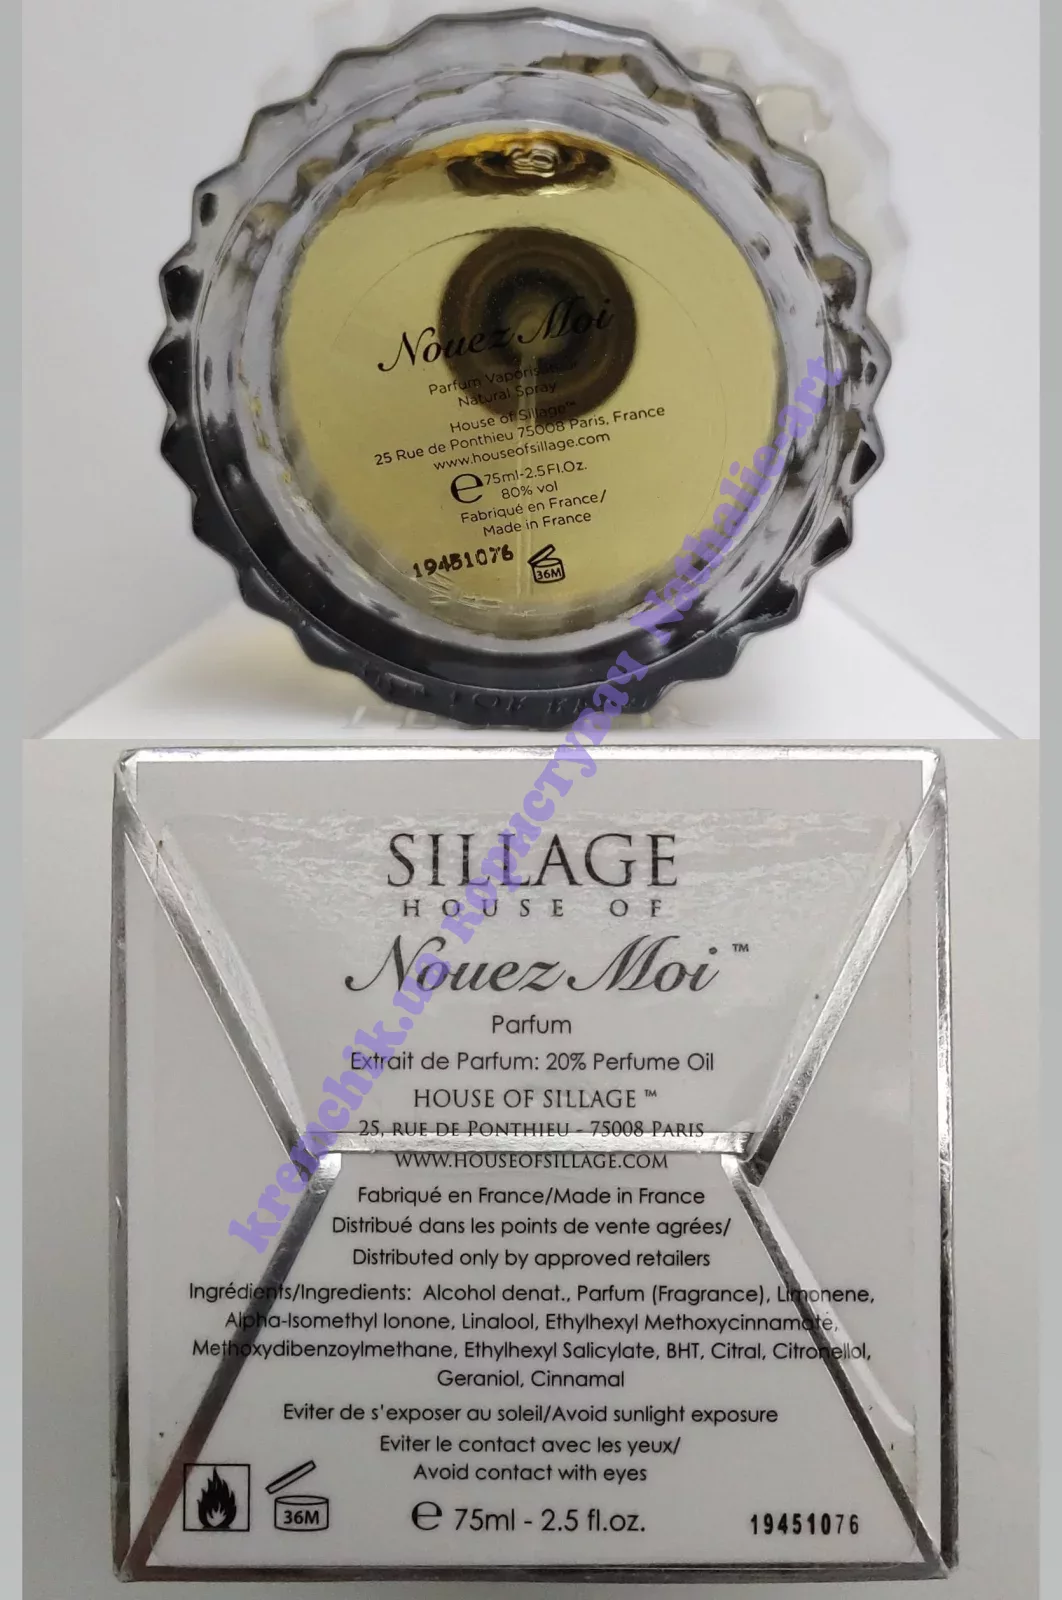 Nouez Moi
Parfum
Natural Spray
House of Sillage™
25 Rue de Ponthieu 75008 Paris, France
www.houseofsillage.com
e 75ml-2.5Fl.Oz.
80% vol
Fabriqué en France/
Made in France
19451076
36M
kremchik.ua користувач Nathalie-art
SILLAGE
HOUSE OF
Nouez Moi™
Parfum
Extrait de Parfum: 20% Perfume Oil
HOUSE OF SILLAGE™
25, RUE DE PONTHIEU - 75008 PARIS
WWW.HOUSEOFSILLAGE.COM
Fabriqué en France/Made in France
Distribué dans les points de vente agrées/
Distributed only by approved retailers
Ingrédients/Ingredients: Alcohol denat., Parfum (Fragrance), Limonene,
Alpha-Isomethyl Ionone, Linalool, Ethylhexyl Methoxycinnamate,
Methoxydibenzoylmethane, Ethylhexyl Salicylate, BHT, Citral, Citronellol,
Geraniol, Cinnamal
Eviter de s'exposer au soleil/Avoid sunlight exposure
Eviter le contact avec les yeux/
Avoid contact with eyes
36M
e 75ml - 2.5 fl.oz.
19451076